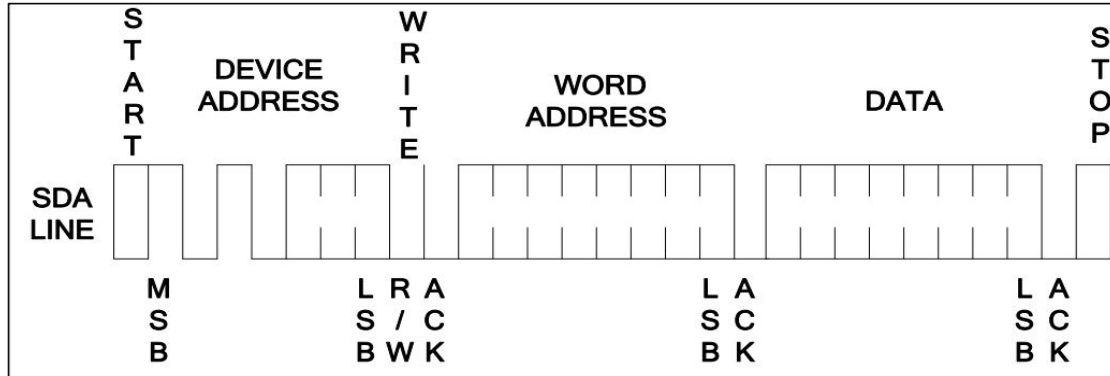 START
WRITE
STOP
DEVICE
ADDRESS
WORD
ADDRESS
DATA
SDA
LINE
MSB
LSB
R/W
ACK
LSB
ACK
LSB
ACK